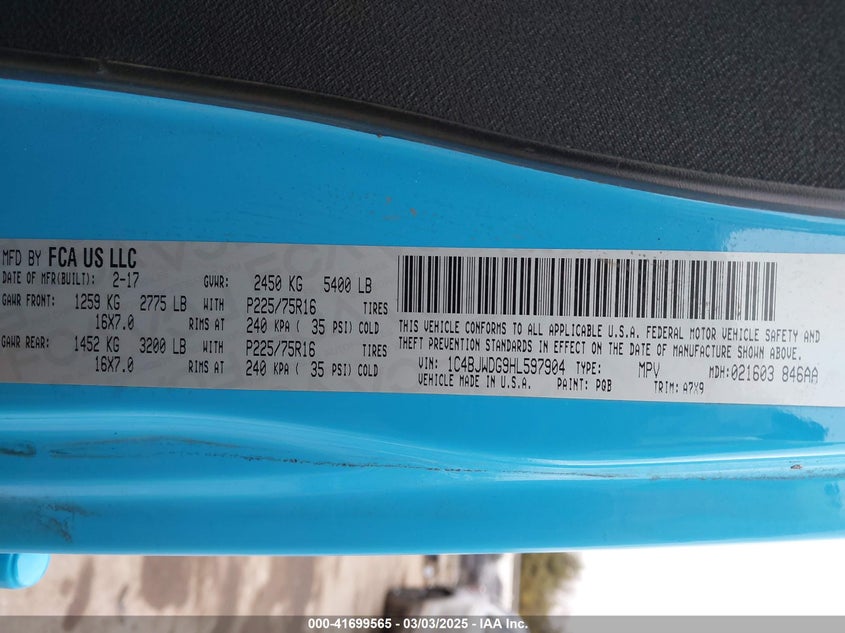 MFD BY FCA US LLC
DATE OF MFR(BUILT): 2-17 GVWR: 2450 KG 5400 LB
GAWR FRONT: 1259 KG 2775 LB WITH P225/75R16 TIRES
16X7.0 RIMS AT 240 KPA ( 35 PSI) COLD
GAWR REAR: 1452 KG 3200 LB WITH P225/75R16 TIRES
16X7.0 RIMS AT 240 KPA ( 35 PSI) COLD
THIS VEHICLE CONFORMS TO ALL APPLICABLE U.S.A. FEDERAL MOTOR VEHICLE SAFETY AND
THEFT PREVENTION STANDARDS IN EFFECT ON THE DATE OF MANUFACTURE SHOWN ABOVE.
VIN: 1C4BJWDG9HL597904 TYPE: MPV MDH:021603 846AA
VEHICLE MADE IN U.S.A. PAINT: PQB TRIM: A7X9
000-41699565 - 03/03/2025 - IAA Inc.